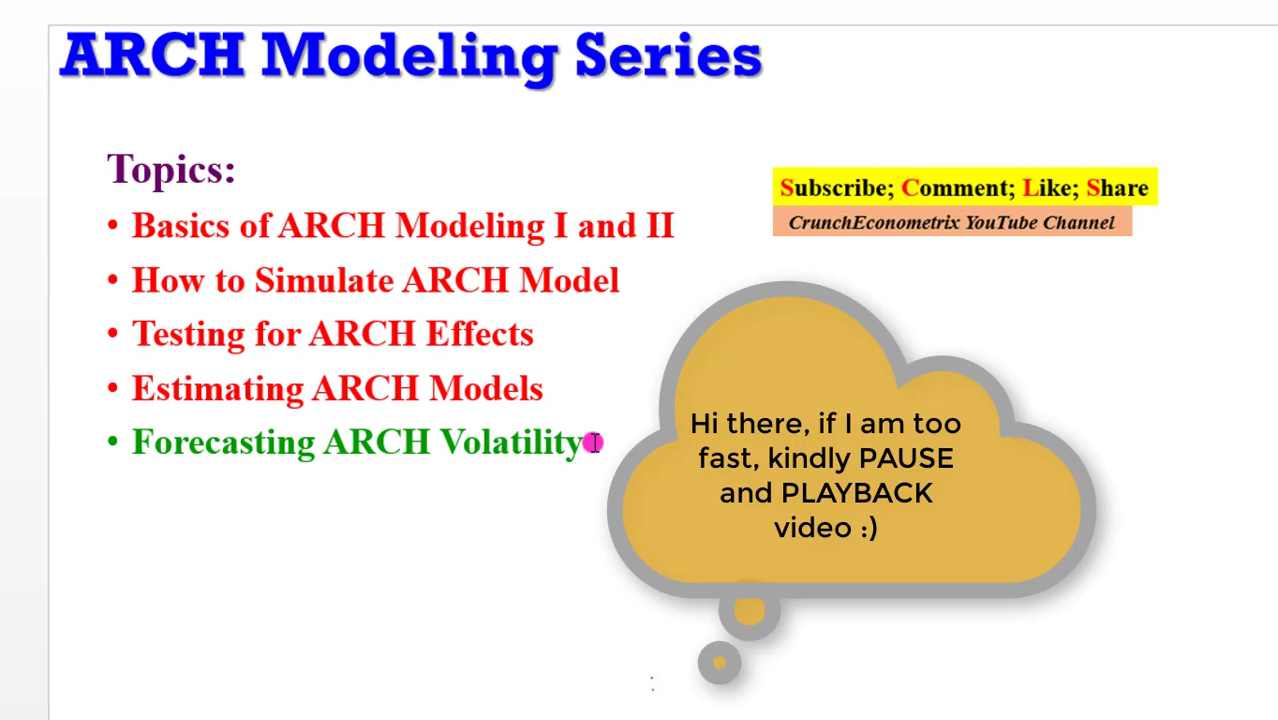 ARCH Modeling Series
Topics:
• Basics of ARCH Modeling I and II
• How to Simulate ARCH Model
• Testing for ARCH Effects
• Estimating ARCH Models
• Forecasting ARCH Volatility
Subscribe; Comment; Like; Share
CrunchEconometrix YouTube Channel
Hi there, if I am too
fast, kindly PAUSE
and PLAYBACK
video :)